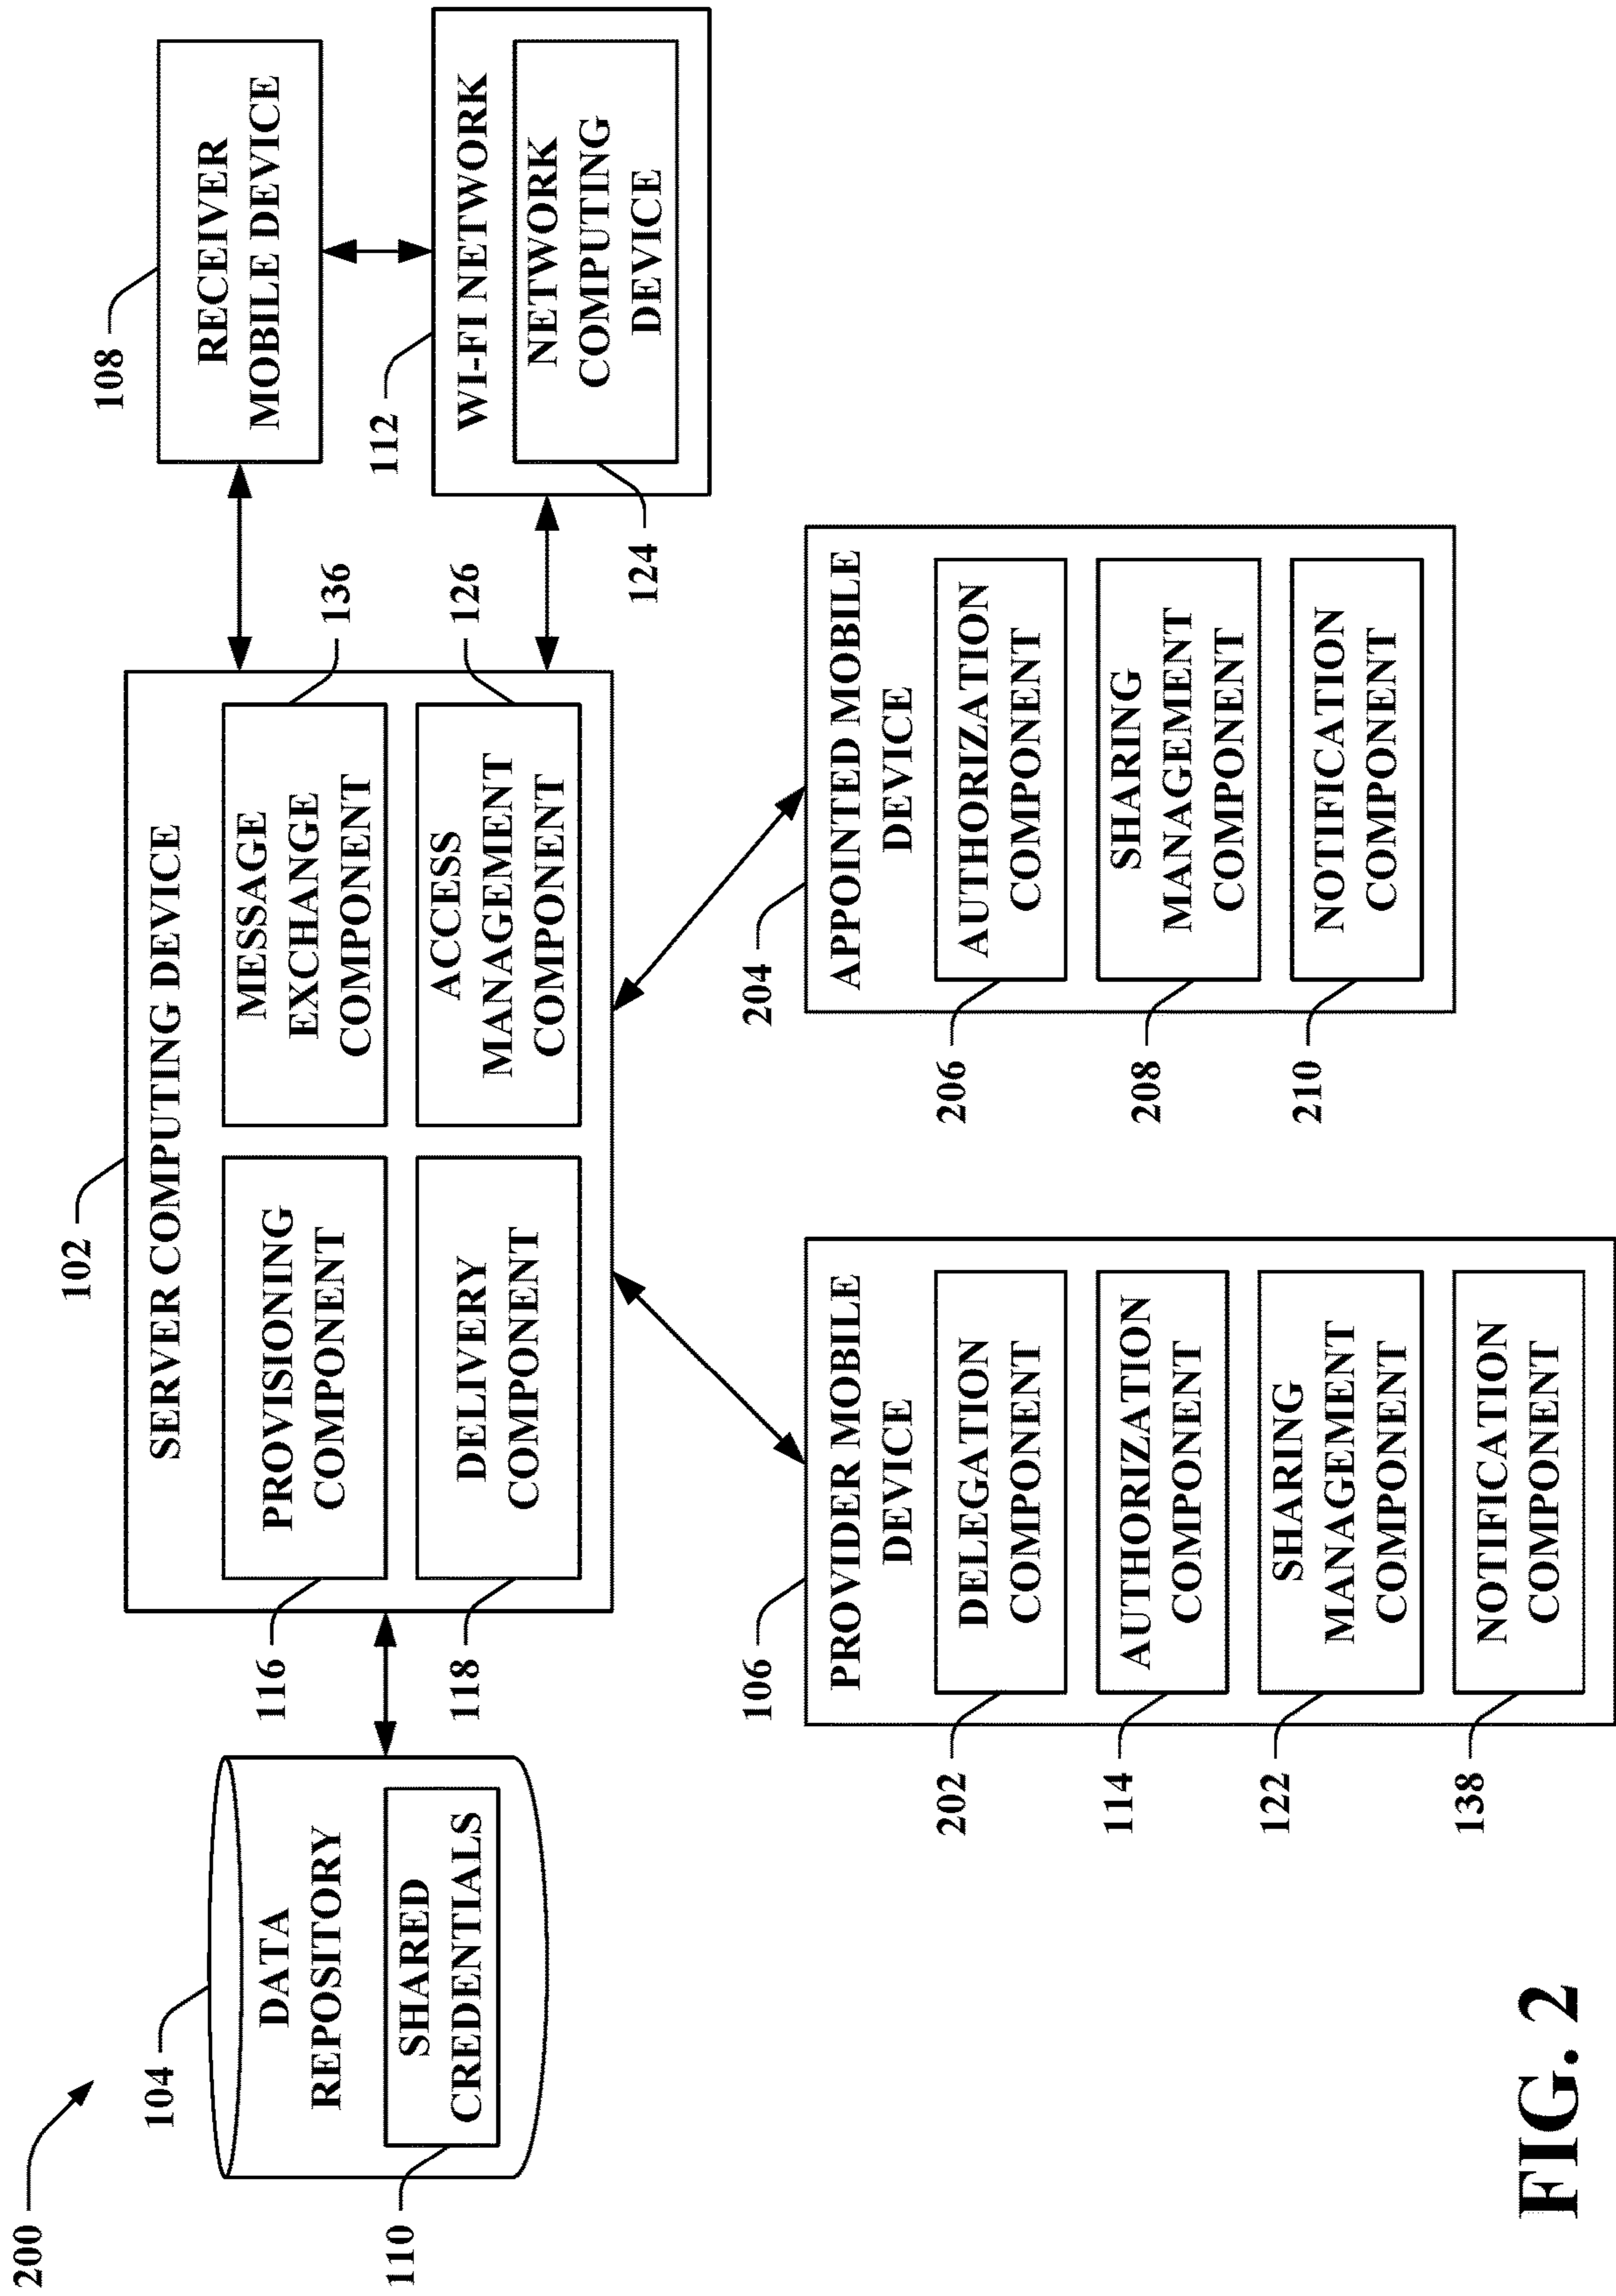 200
104
DATA
REPOSITORY
SHARED
CREDENTIALS
110
102
SERVER COMPUTING DEVICE
PROVISIONING
COMPONENT
116
MESSAGE
EXCHANGE
COMPONENT
136
DELIVERY
COMPONENT
118
ACCESS
MANAGEMENT
COMPONENT
126
108
RECEIVER
MOBILE DEVICE
112
WI-FI NETWORK
NETWORK
COMPUTING
DEVICE
124
106
PROVIDER MOBILE
DEVICE
DELEGATION
COMPONENT
202
AUTHORIZATION
COMPONENT
114
SHARING
MANAGEMENT
COMPONENT
122
NOTIFICATION
COMPONENT
138
204
APPOINTED MOBILE
DEVICE
AUTHORIZATION
COMPONENT
206
SHARING
MANAGEMENT
COMPONENT
208
NOTIFICATION
COMPONENT
210
FIG. 2